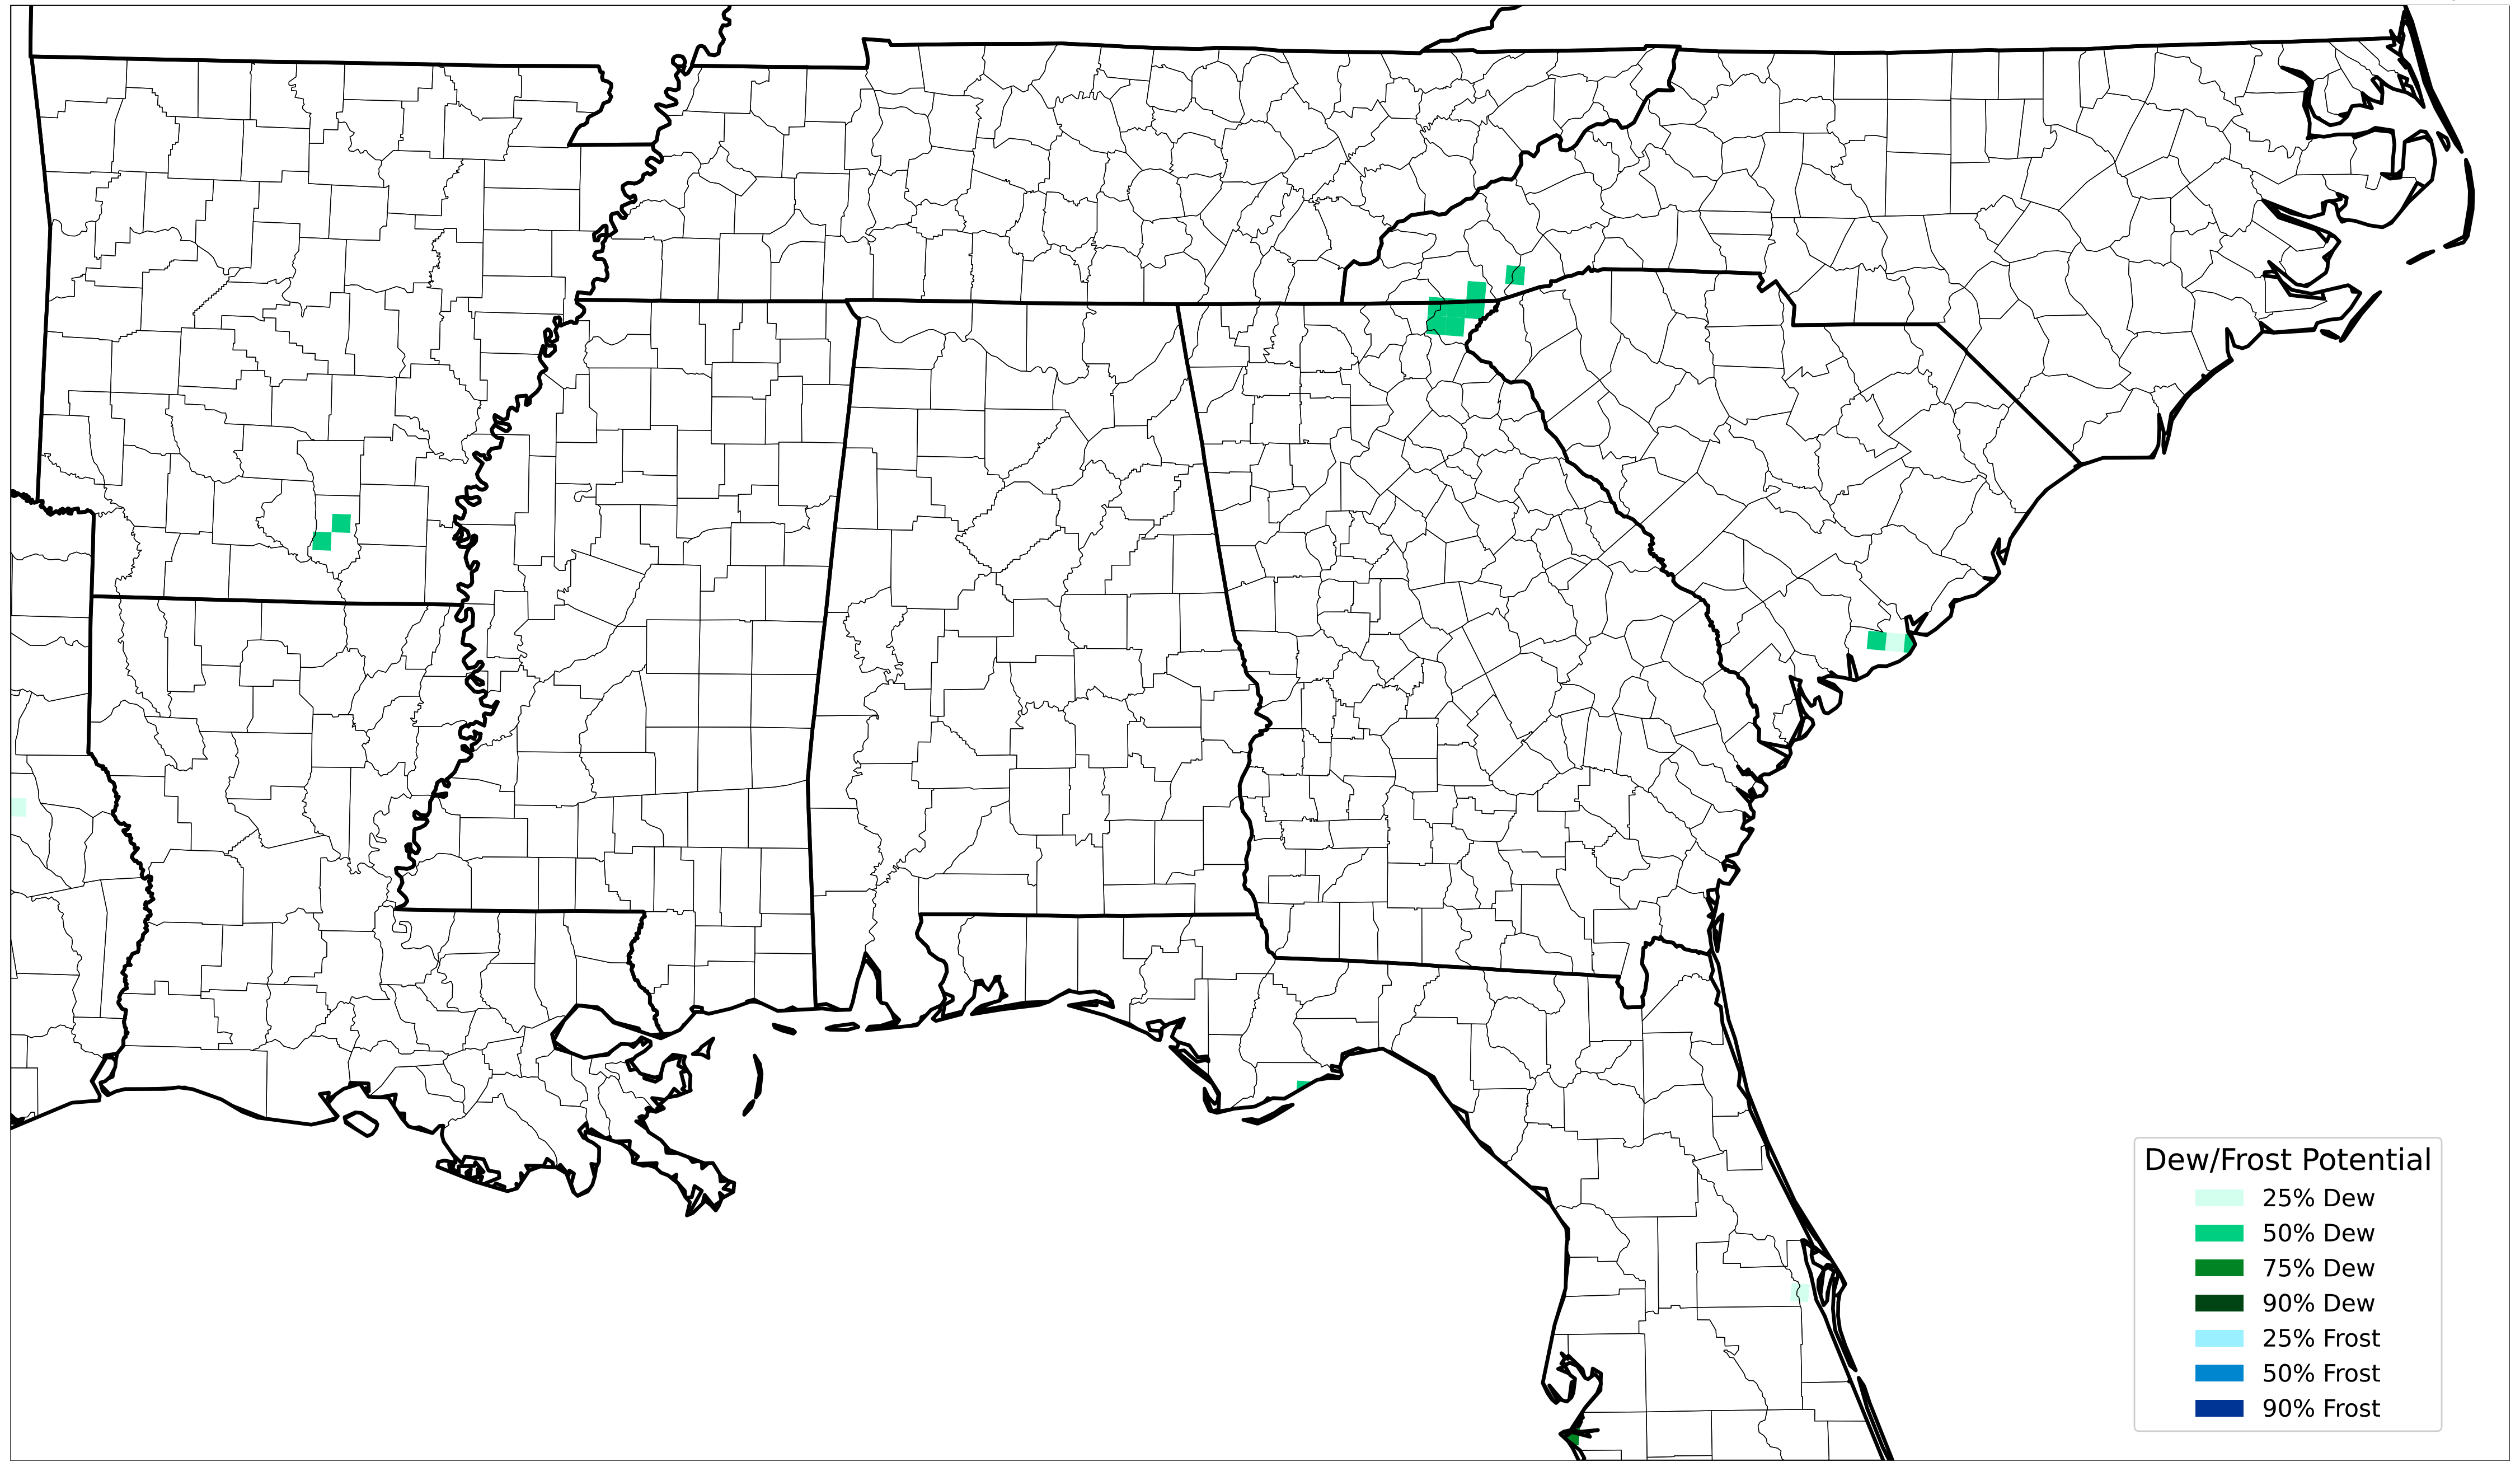 Dew/Frost Potential
25% Dew
50% Dew
75% Dew
90% Dew
25% Frost
50% Frost
90% Frost